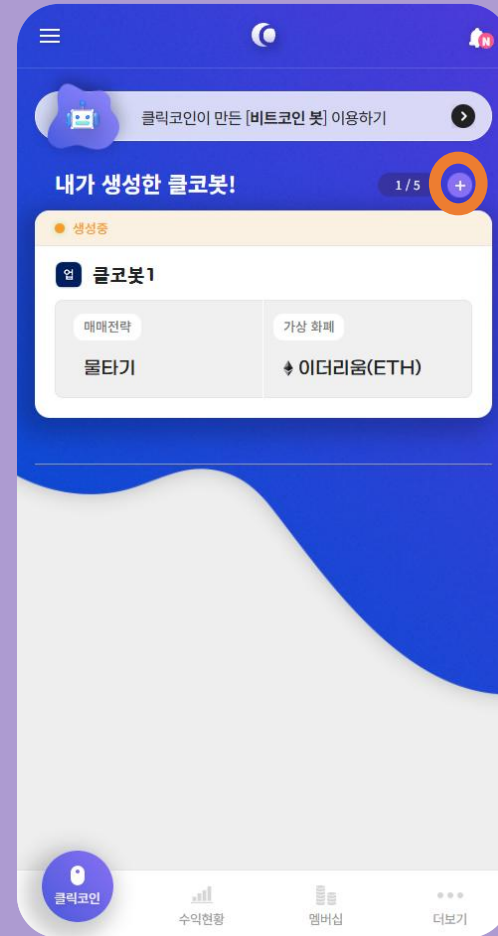 N
클릭코인이 만든 [비트코인 봇] 이용하기
내가 생성한 클코봇!
1 / 5 +
생성중
업 클코봇1
매매전략 가상 화폐
물타기 이더리움(ETH)
클릭코인
수익현황 멤버십 더보기